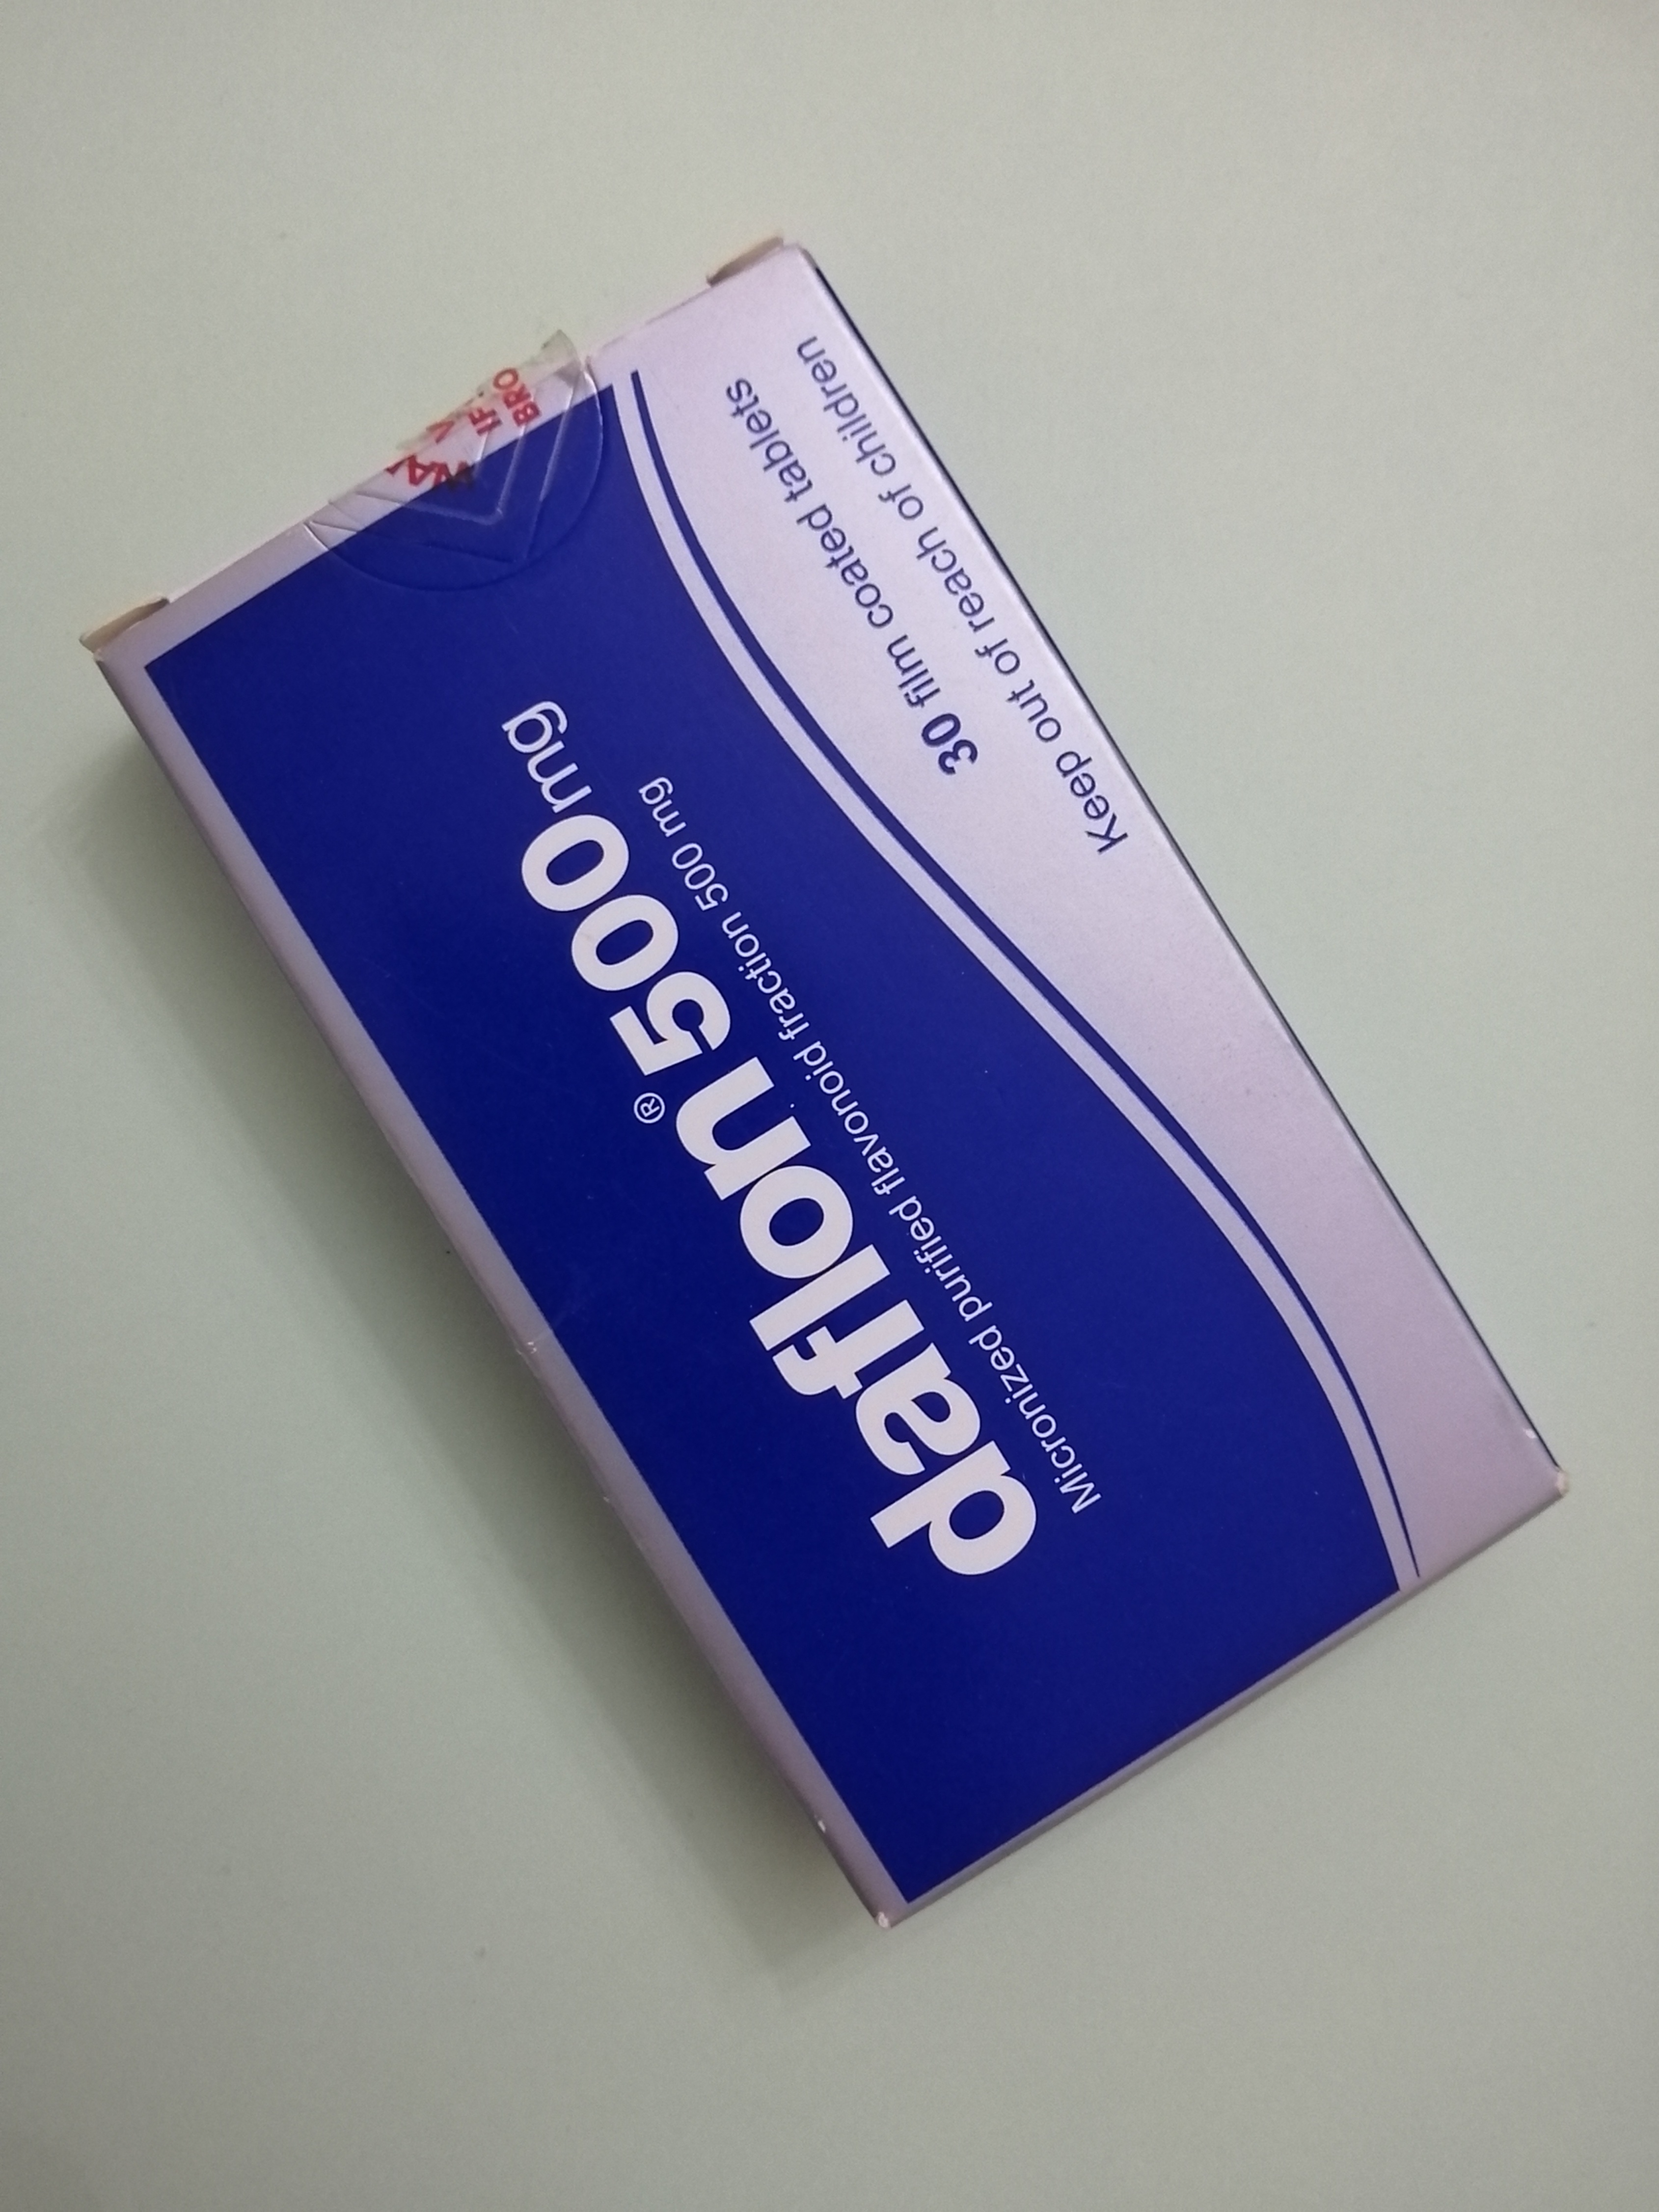 daflon® 500 mg
Micronized purified flavonoid fraction 500 mg
30 film coated tablets
Keep out of reach of children